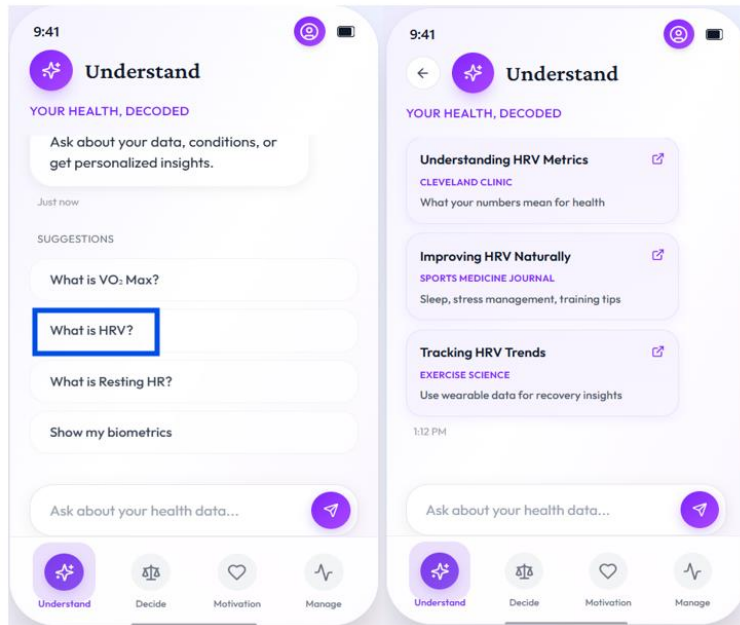 9:41
Understand
YOUR HEALTH, DECODED
Ask about your data, conditions, or
get personalized insights.
Just now
SUGGESTIONS
What is VO₂ Max?
What is HRV?
What is Resting HR?
Show my biometrics
Ask about your health data...
Understand
Decide
Motivation
Manage
9:41
Understand
YOUR HEALTH, DECODED
Understanding HRV Metrics
CLEVELAND CLINIC
What your numbers mean for health
Improving HRV Naturally
SPORTS MEDICINE JOURNAL
Sleep, stress management, training tips
Tracking HRV Trends
EXERCISE SCIENCE
Use wearable data for recovery insights
1:12 PM
Ask about your health data...
Understand
Decide
Motivation
Manage